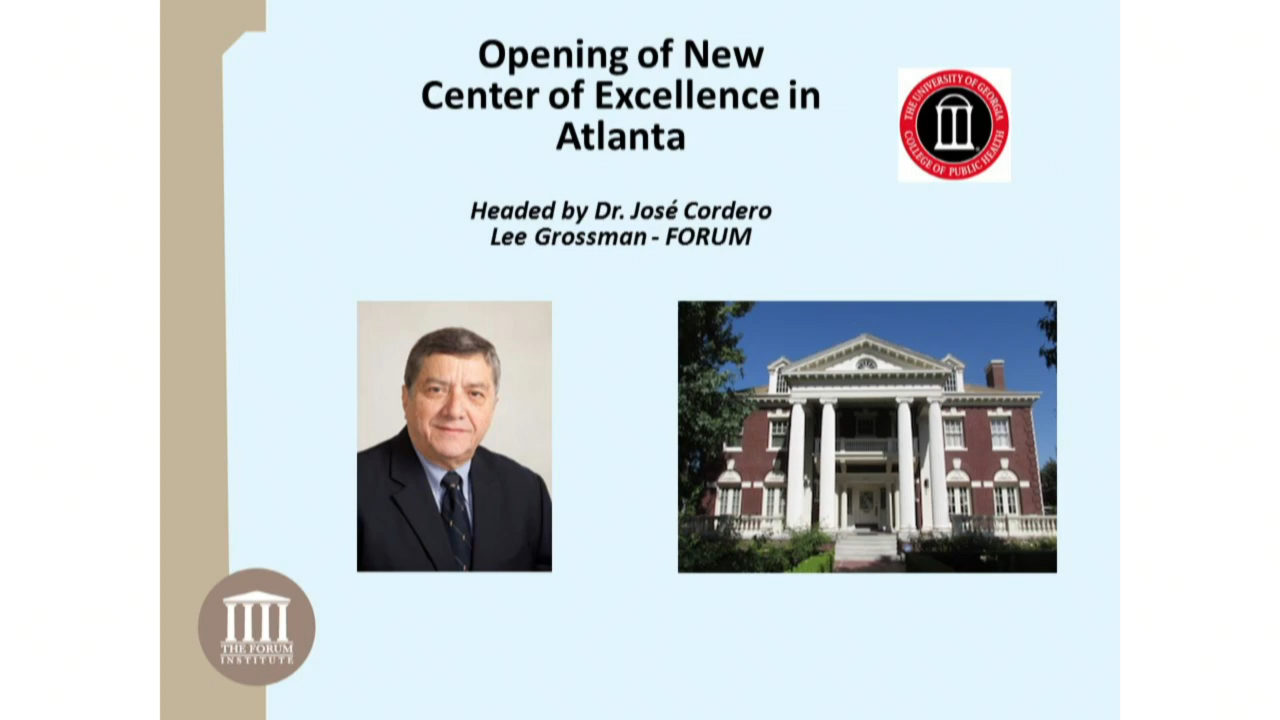 Opening of New
Center of Excellence in
Atlanta
THE UNIVERSITY OF GEORGIA
COLLEGE OF PUBLIC HEALTH
Headed by Dr. José Cordero
Lee Grossman - FORUM
THE FORUM
INSTITUTE